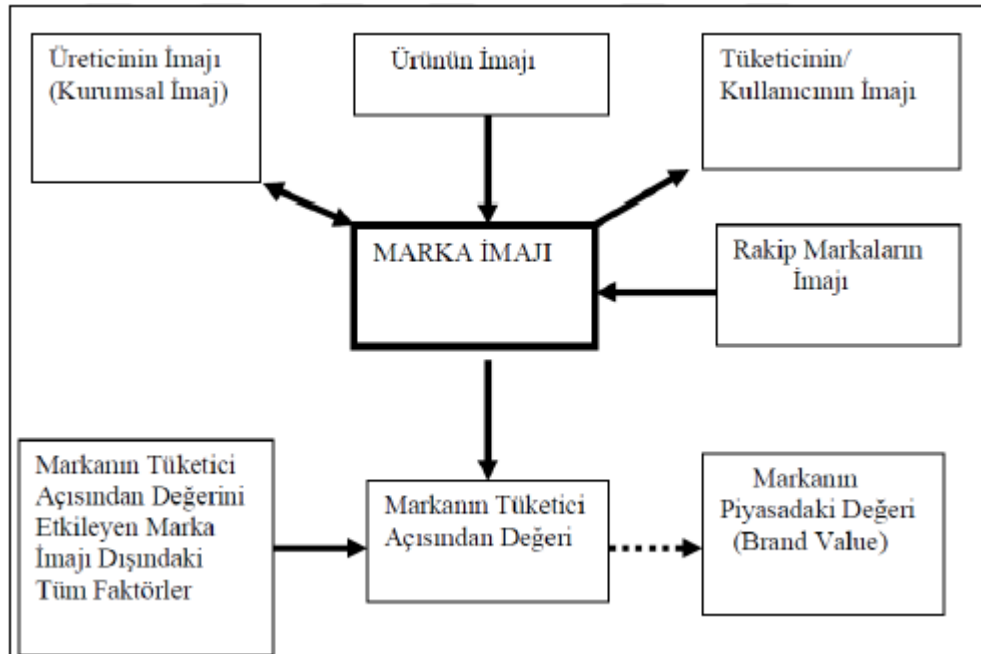 Üreticinin İmajı
(Kurumsal İmaj)
Ürünün İmajı
Tüketicinin/
Kullanıcının İmajı
MARKA İMAJI
Rakip Markaların
İmajı
Markanın Tüketici
Açısından Değerini
Etkileyen Marka
İmajı Dışındaki
Tüm Faktörler
Markanın Tüketici
Açısından Değeri
Markanın
Piyasadaki Değeri
(Brand Value)